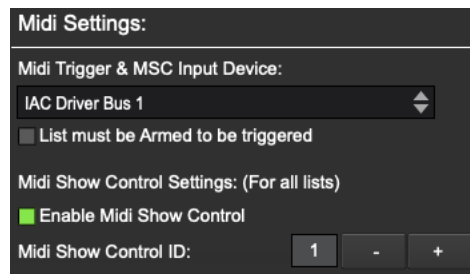 Midi Settings:
Midi Trigger & MSC Input Device:
IAC Driver Bus 1
List must be Armed to be triggered
Midi Show Control Settings: (For all lists)
Enable Midi Show Control
Midi Show Control ID: 1 - +